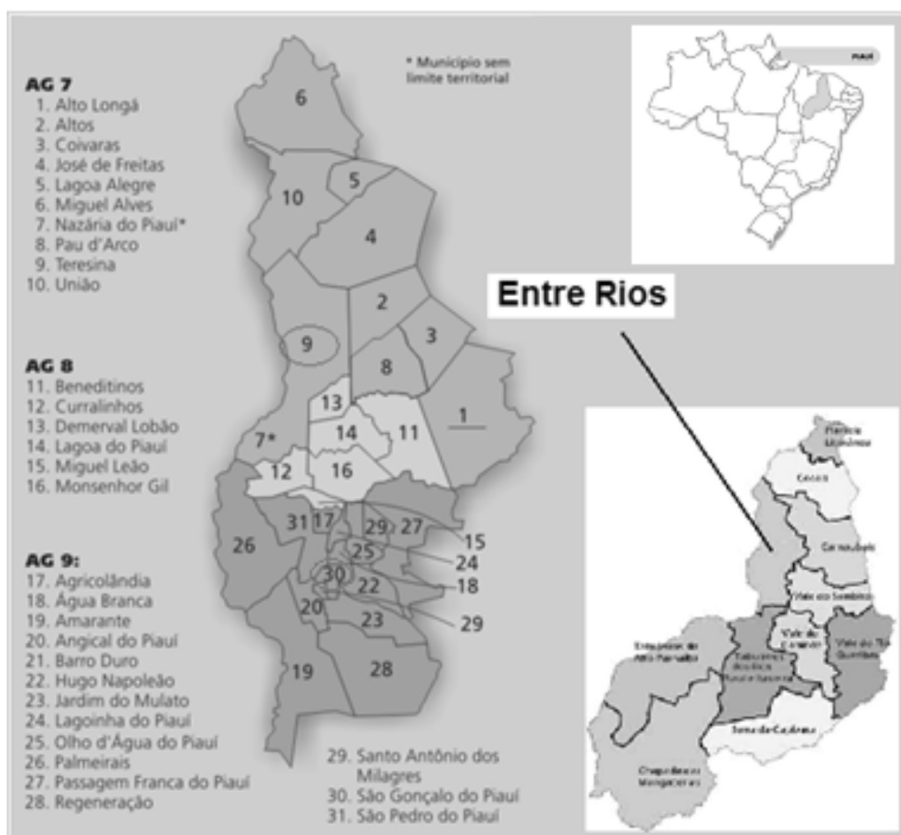 AG 7
1. Alto Longá
2. Altos
3. Coivaras
4. José de Freitas
5. Lagoa Alegre
6. Miguel Alves
7. Nazária do Piauí*
8. Pau d'Arco
9. Teresina
10. União
AG 8
11. Beneditinos
12. Curralinhos
13. Demerval Lobão
14. Lagoa do Piauí
15. Miguel Leão
16. Monsenhor Gil
AG 9:
17. Agricolândia
18. Água Branca
19. Amarante
20. Angical do Piauí
21. Barro Duro
22. Hugo Napoleão
23. Jardim do Mulato
24. Lagoinha do Piauí
25. Olho d'Água do Piauí
26. Palmeirais
27. Passagem Franca do Piauí
28. Regeneração
29. Santo Antônio dos
Milagres
30. São Gonçalo do Piauí
31. São Pedro do Piauí
* Município sem
limite territorial
6
5
10
4
2
3
9
8
1
13
14
11
7*
12
16
31
17
29
27
15
26
25
24
30
22
18
20
23
29
19
28
PIAUÍ
Entre Rios
Cocais
Carnaubais
Vale do Sambito
Vale do